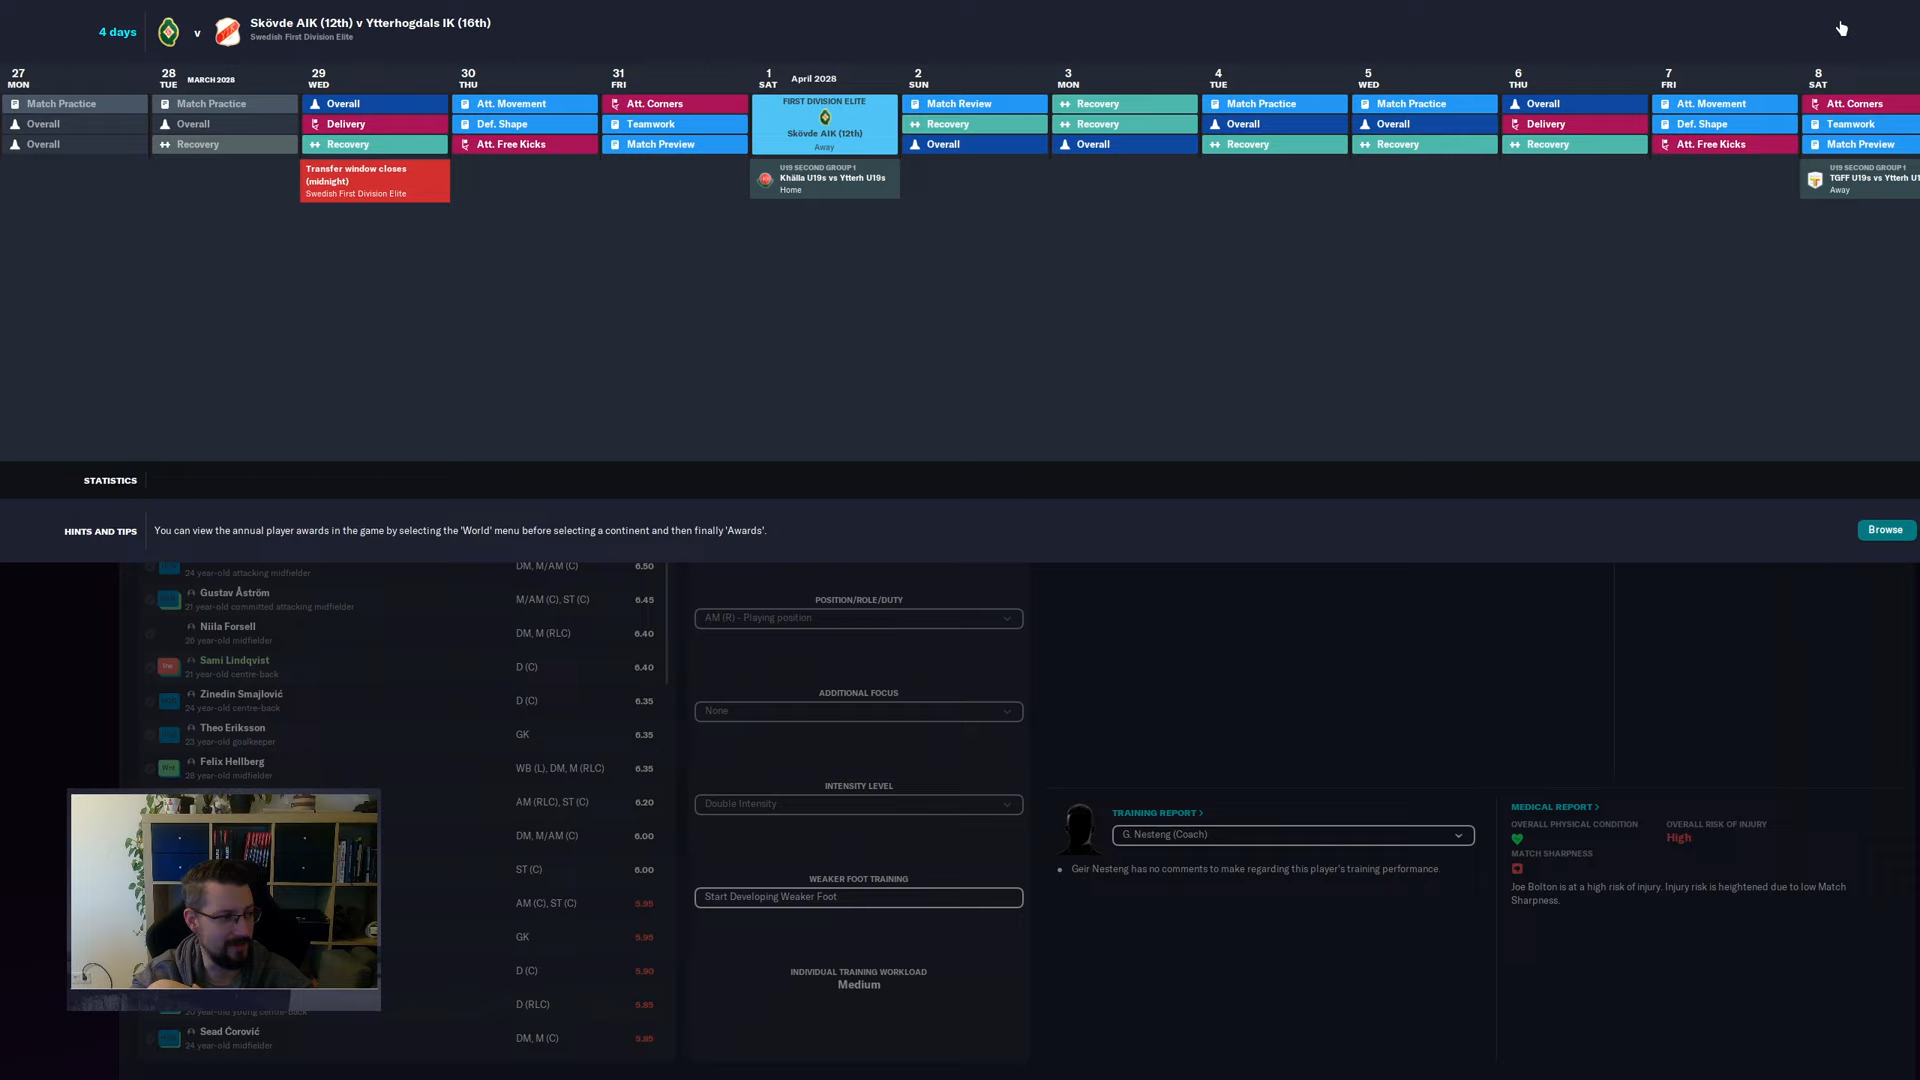 4 days
v
Skövde AIK (12th) v Ytterhogdals IK (16th)
Swedish First Division Elite
27
MON
28
TUE
MARCH 2028
29
WED
30
THU
31
FRI
1
SAT
April 2028
2
SUN
3
MON
4
TUE
5
WED
6
THU
7
FRI
8
SAT
Match Practice
Match Practice
Overall
Att. Movement
Att. Corners
FIRST DIVISION ELITE
Skövde AIK (12th)
Away
Match Review
Recovery
Match Practice
Match Practice
Overall
Att. Movement
Att. Corners
Overall
Overall
Delivery
Def. Shape
Teamwork
Recovery
Recovery
Overall
Overall
Delivery
Def. Shape
Teamwork
Overall
Recovery
Recovery
Att. Free Kicks
Match Preview
Overall
Overall
Recovery
Recovery
Recovery
Att. Free Kicks
Match Preview
Transfer window closes
(midnight)
Swedish First Division Elite
U19 SECOND GROUP 1
Khälla U19s vs Ytterh U19s
Home
U19 SECOND GROUP 1
TGFF U19s vs Ytterh U1
Away
STATISTICS
HINTS AND TIPS
You can view the annual player awards in the game by selecting the 'World' menu before selecting a continent and then finally 'Awards'.
Browse
24 year-old attacking midfielder
DM, M/AM (C)
6.50
Gustav Åström
21 year-old committed attacking midfielder
M/AM (C), ST (C)
6.45
Niila Forsell
26 year-old midfielder
DM, M (RLC)
6.40
Sami Lindqvist
21 year-old centre-back
D (C)
6.40
Zinedin Smajlović
24 year-old centre-back
D (C)
6.35
Theo Eriksson
23 year-old goalkeeper
GK
6.35
Wnt
Felix Hellberg
28 year-old midfielder
WB (L), DM, M (RLC)
6.35
AM (RLC), ST (C)
6.20
DM, M/AM (C)
6.00
ST (C)
6.00
AM (C), ST (C)
5.95
GK
5.95
D (C)
5.90
20 year-old young centre-back
D (RLC)
5.85
Sead Ćorović
24 year-old midfielder
DM, M (C)
5.85
POSITION/ROLE/DUTY
AM (R) - Playing position
ADDITIONAL FOCUS
None
INTENSITY LEVEL
Double Intensity
WEAKER FOOT TRAINING
Start Developing Weaker Foot
INDIVIDUAL TRAINING WORKLOAD
Medium
TRAINING REPORT >
G. Nesteng (Coach)
Geir Nesteng has no comments to make regarding this player's training performance.
MEDICAL REPORT >
OVERALL PHYSICAL CONDITION
OVERALL RISK OF INJURY
High
MATCH SHARPNESS
Joe Bolton is at a high risk of injury. Injury risk is heightened due to low Match
Sharpness.